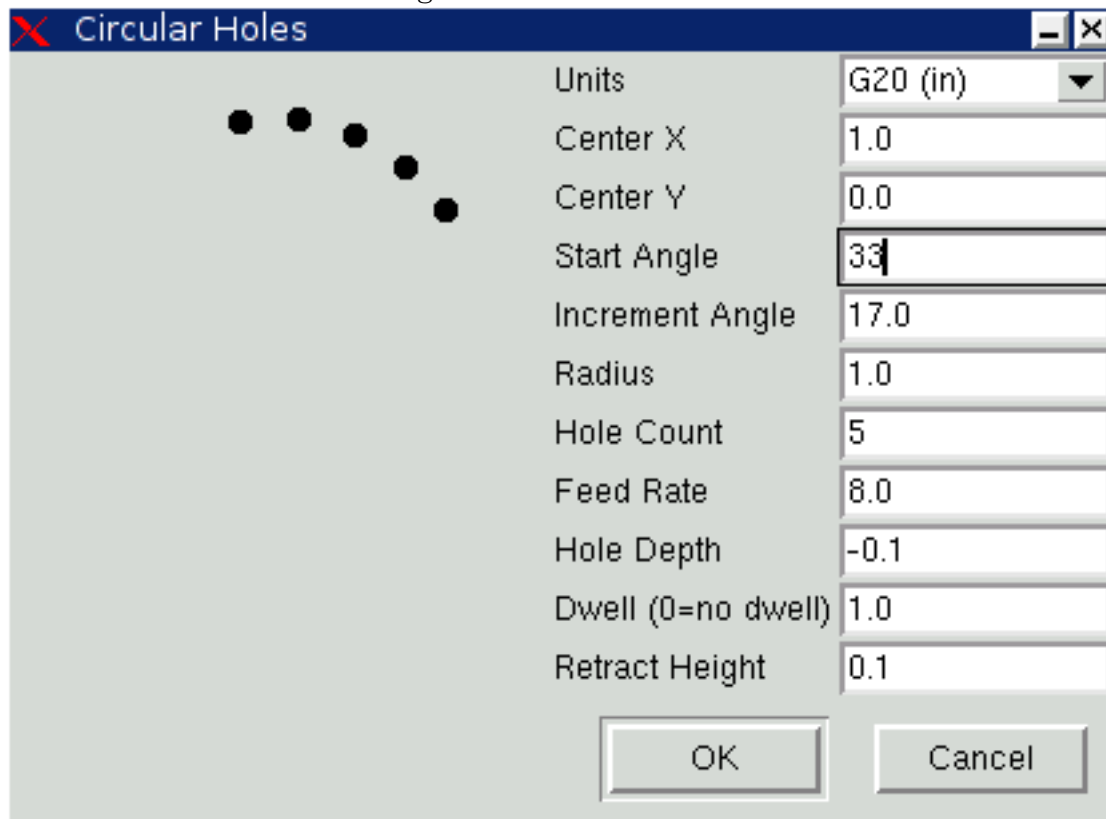 Circular Holes
Units G20 (in)
Center X 1.0
Center Y 0.0
Start Angle 33
Increment Angle 17.0
Radius 1.0
Hole Count 5
Feed Rate 8.0
Hole Depth -0.1
Dwell (0=no dwell) 1.0
Retract Height 0.1
OK Cancel